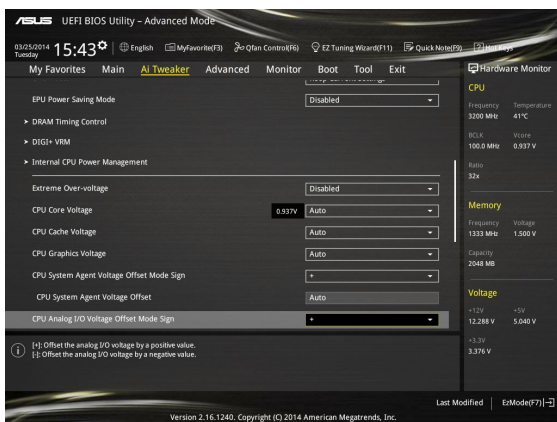 ASUS UEFI BIOS Utility – Advanced Mode
03/25/2014 Tuesday 15:43 English MyFavorite(F3) Qfan Control(F6) EZ Tuning Wizard(F11) Quick Note(F9) Hot Keys
My Favorites Main Ai Tweaker Advanced Monitor Boot Tool Exit
Hardware Monitor
EPU Power Saving Mode Disabled
> DRAM Timing Control
> DIGI+ VRM
> Internal CPU Power Management
Extreme Over-voltage Disabled
CPU Core Voltage 0.937V Auto
CPU Cache Voltage Auto
CPU Graphics Voltage Auto
CPU System Agent Voltage Offset Mode Sign +
CPU System Agent Voltage Offset Auto
CPU Analog I/O Voltage Offset Mode Sign +
[+]: Offset the analog I/O voltage by a positive value.
[-]: Offset the analog I/O voltage by a negative value.
CPU
Frequency Temperature
3200 MHz 41°C
BCLK Vcore
100.0 MHz 0.937 V
Ratio
32x
Memory
Frequency Voltage
1333 MHz 1.500 V
Capacity
2048 MB
Voltage
+12V +5V
12.288 V 5.040 V
+3.3V
3.376 V
Last Modified EzMode(F7)
Version 2.16.1240. Copyright (C) 2014 American Megatrends, Inc.